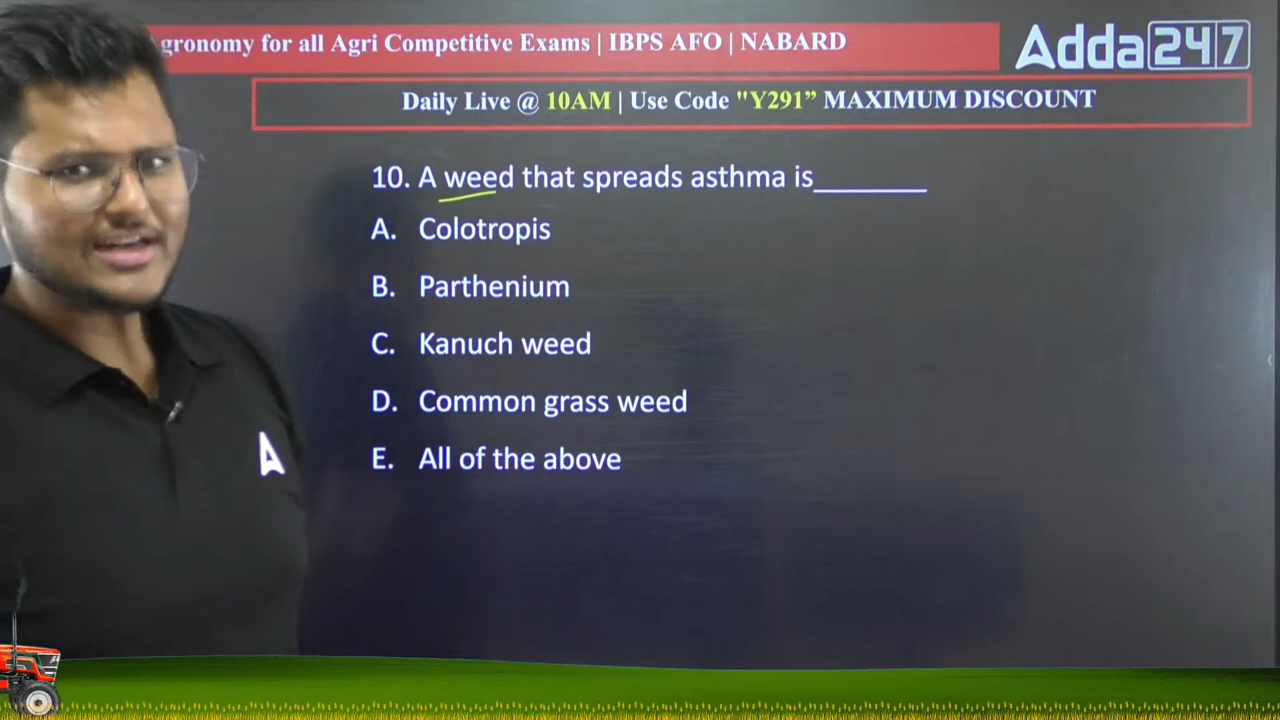 gronomy for all Agri Competitive Exams | IBPS AFO | NABARD
Adda247
Daily Live @ 10AM | Use Code "Y291” MAXIMUM DISCOUNT
10. A weed that spreads asthma is________
A. Colotropis
B. Parthenium
C. Kanuch weed
D. Common grass weed
E. All of the above